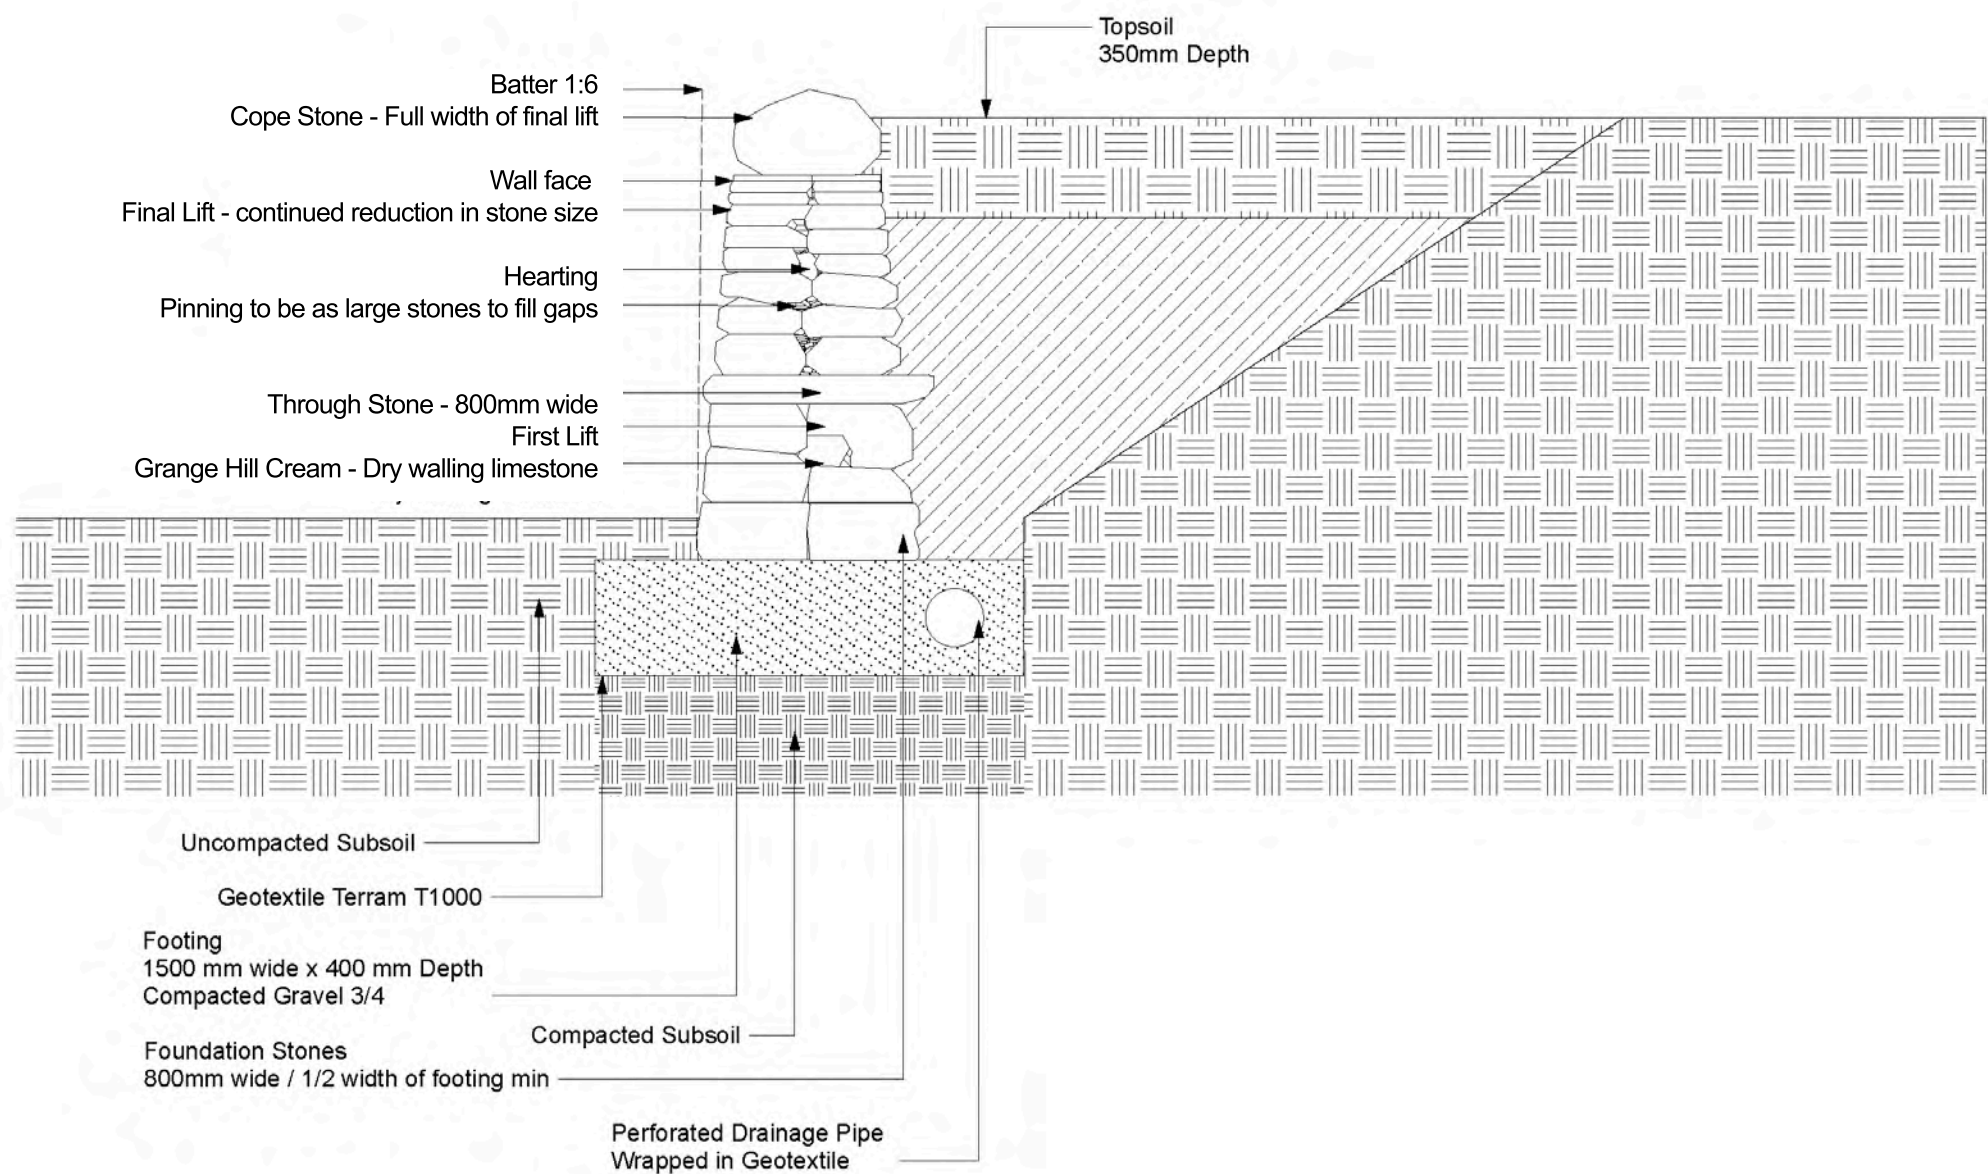 Topsoil
350mm Depth
Batter 1:6
Cope Stone - Full width of final lift
Wall face
Final Lift - continued reduction in stone size
Hearting
Pinning to be as large stones to fill gaps
Through Stone - 800mm wide
First Lift
Grange Hill Cream - Dry walling limestone
Uncompacted Subsoil
Geotextile Terram T1000
Footing
1500 mm wide x 400 mm Depth
Compacted Gravel 3/4
Compacted Subsoil
Foundation Stones
800mm wide / 1/2 width of footing min
Perforated Drainage Pipe
Wrapped in Geotextile